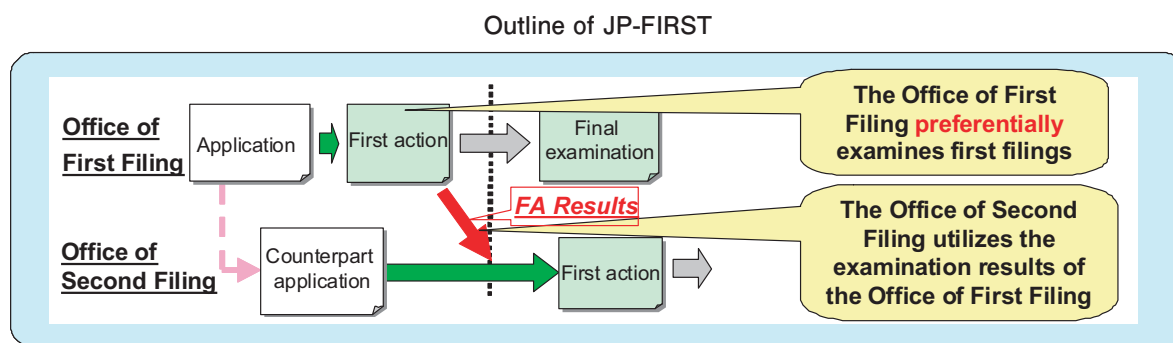 Outline of JP-FIRST
Office of
First Filing
Application
First action
Final
examination
The Office of First
Filing preferentially
examines first filings
FA Results
Office of
Second Filing
Counterpart
application
First action
The Office of Second
Filing utilizes the
examination results of
the Office of First Filing